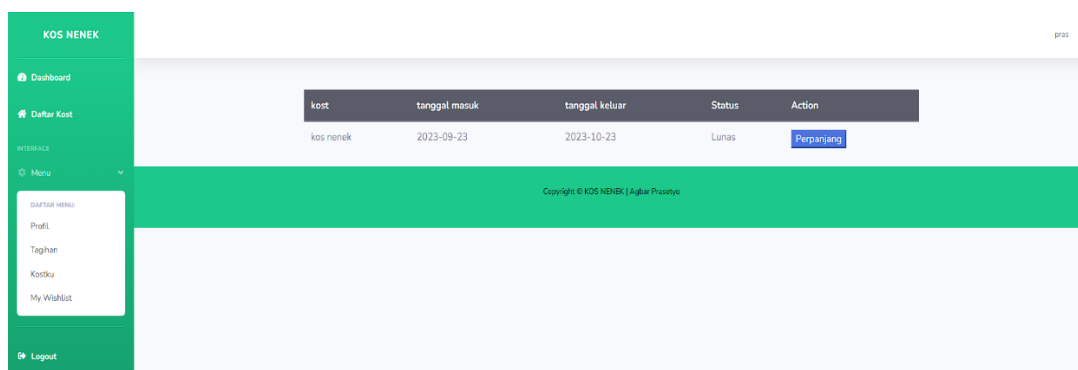 KOS NENEK
pras
Dashboard
Daftar Kost
INTERFACE
Menu
DAFTAR MENU:
Profil
Tagihan
Kostku
My Wishlist
Logout
kost tanggal masuk tanggal keluar Status Action
kos nenek 2023-09-23 2023-10-23 Lunas Perpanjang
Copyright © KOS NENEK | Agbar Prasetyo